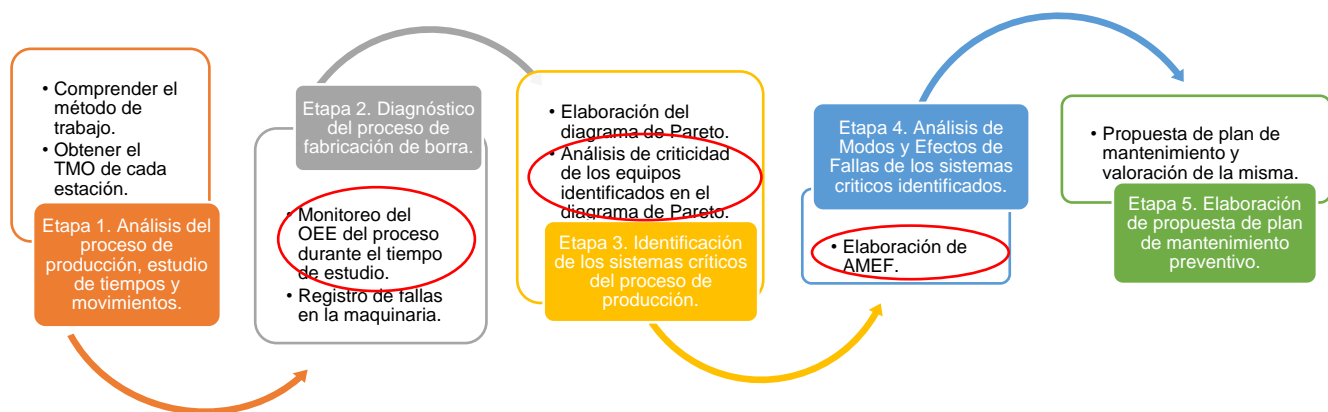 • Comprender el
método de
trabajo.
• Obtener el
TMO de cada
estación.
Etapa 1. Análisis del
proceso de
producción, estudio
de tiempos y
movimientos.
Etapa 2. Diagnóstico
del proceso de
fabricación de borra.
• Monitoreo del
OEE del proceso
durante el tiempo
de estudio.
• Registro de fallas
en la maquinaria.
• Elaboración del
diagrama de Pareto.
• Análisis de criticidad
de los equipos
identificados en el
diagrama de Pareto.
Etapa 3. Identificación
de los sistemas críticos
del proceso de
producción.
Etapa 4. Análisis de
Modos y Efectos de
Fallas de los sistemas
criticos identificados.
• Elaboración de
AMEF.
• Propuesta de plan de
mantenimiento y
valoración de la misma.
Etapa 5. Elaboración
de propuesta de plan
de mantenimiento
preventivo.